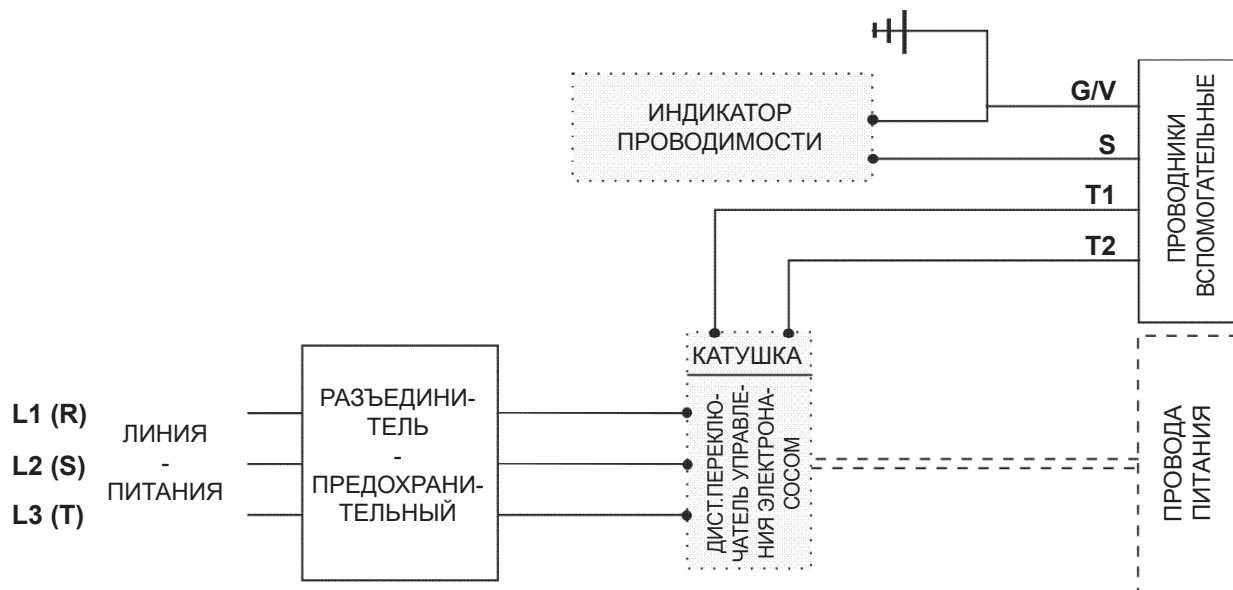 ИНДИКАТОР
ПРОВОДИМОСТИ
G/V
S
T1
T2
ПРОВОДНИКИ
ВСПОМОГАТЕЛЬНЫЕ
КАТУШКА
ДИСТ.ПЕРЕКЛЮ-
ЧАТЕЛЬ УПРАВЛЕ-
НИЯ ЭЛЕКТРОНА-
СОСОМ
L1 (R)
L2 (S)
L3 (T)
ЛИНИЯ
-
ПИТАНИЯ
РАЗЪЕДИНИ-
ТЕЛЬ
-
ПРЕДОХРАНИ-
ТЕЛЬНЫЙ
ПРОВОДА
ПИТАНИЯ